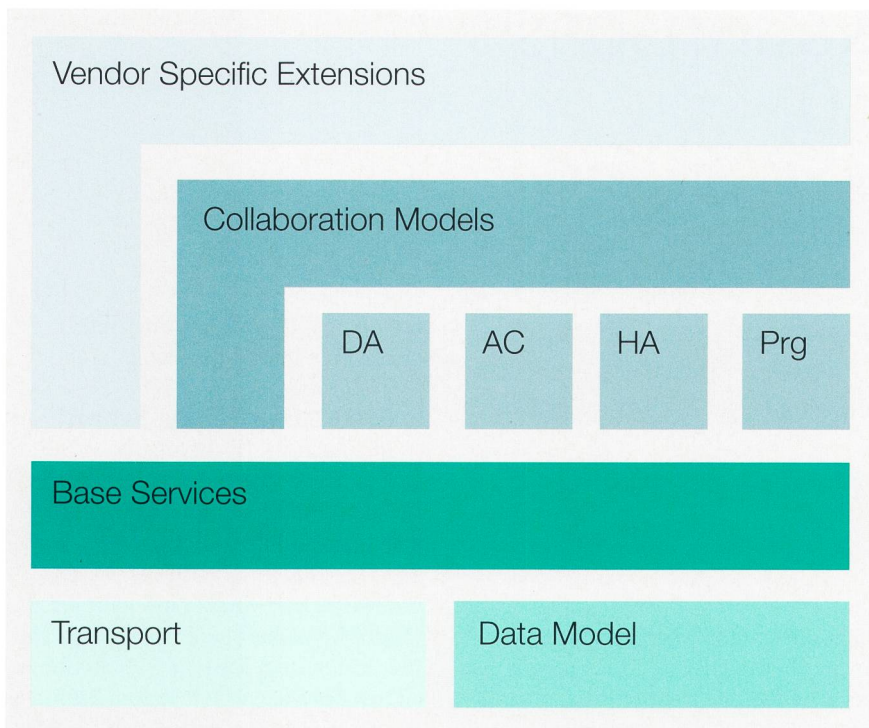 Vendor Specific Extensions
Collaboration Models
DA
AC
HA
Prg
Base Services
Transport
Data Model